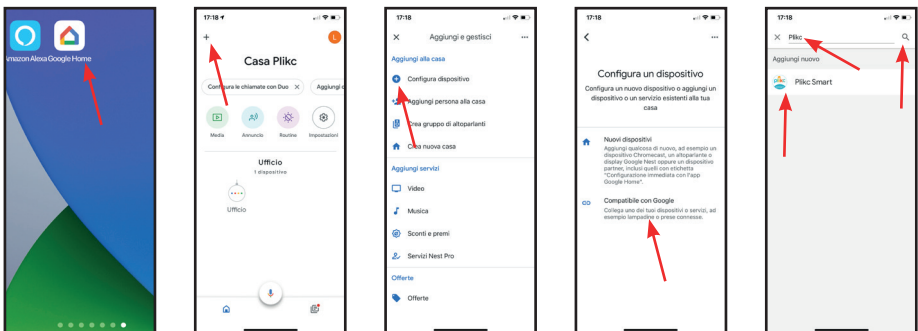 Amazon Alexa Google Home
17:18
+
L
Casa Plikc
Configura le chiamate con Duo ×
Aggiungi
Media
Annuncio
Routine
Impostazioni
Ufficio
1 dispositivo
Ufficio
17:18
× Aggiungi e gestisci ...
Aggiungi alla casa
Configura dispositivo
Aggiungi persona alla casa
Crea gruppo di altoparlanti
Crea nuova casa
Aggiungi servizi
Video
Musica
Sconti e premi
Servizi Nest Pro
Offerte
Offerte
17:18
...
Configura un dispositivo
Configura un nuovo dispositivo o aggiungi un
dispositivo o un servizio esistenti alla tua
casa
Nuovi dispositivi
Aggiungi qualcosa di nuovo, ad esempio un
dispositivo Chromecast, un altoparlante o
display Google Nest oppure un dispositivo
partner, inclusi quelli con etichetta
"Configurazione immediata con l'app
Google Home".
Compatibile con Google
Collega uno dei tuoi dispositivi o servizi, ad
esempio lampadine o prese connesse.
17:18
× Plikc
Aggiungi nuovo
Plikc Smart